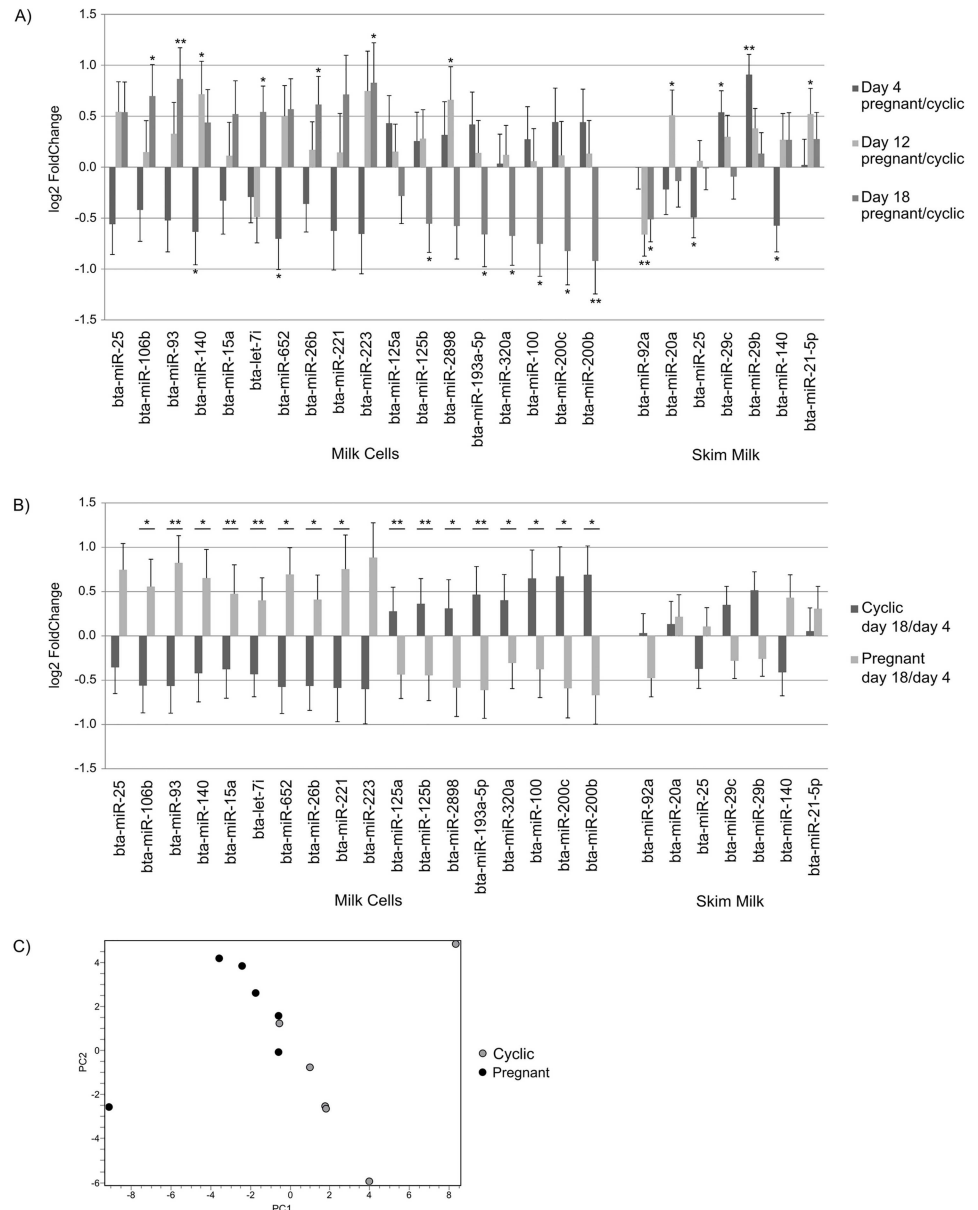 A)
1.5
1.0
0.5
0.0
-0.5
-1.0
-1.5
log2 FoldChange
* ** * * * * * * * ** *
* * * * * * * ** ** * * *
Day 4
pregnant/cyclic
Day 12
pregnant/cyclic
Day 18
pregnant/cyclic
bta-miR-25
bta-miR-106b
bta-miR-93
bta-miR-140
bta-miR-15a
bta-let-7i
bta-miR-652
bta-miR-26b
bta-miR-221
bta-miR-223
bta-miR-125a
bta-miR-125b
bta-miR-2898
bta-miR-193a-5p
bta-miR-320a
bta-miR-100
bta-miR-200c
bta-miR-200b
bta-miR-92a
bta-miR-20a
bta-miR-25
bta-miR-29c
bta-miR-29b
bta-miR-140
bta-miR-21-5p
Milk Cells
Skim Milk
B)
1.5
1.0
0.5
0.0
-0.5
-1.0
-1.5
log2 FoldChange
* ** * ** ** * * * ** ** * ** * * * *
Cyclic
day 18/day 4
Pregnant
day 18/day 4
bta-miR-25
bta-miR-106b
bta-miR-93
bta-miR-140
bta-miR-15a
bta-let-7i
bta-miR-652
bta-miR-26b
bta-miR-221
bta-miR-223
bta-miR-125a
bta-miR-125b
bta-miR-2898
bta-miR-193a-5p
bta-miR-320a
bta-miR-100
bta-miR-200c
bta-miR-200b
bta-miR-92a
bta-miR-20a
bta-miR-25
bta-miR-29c
bta-miR-29b
bta-miR-140
bta-miR-21-5p
Milk Cells
Skim Milk
C)
4
2
0
-2
-4
-6
PC2
-8 -6 -4 -2 0 2 4 6 8
PC1
Cyclic
Pregnant